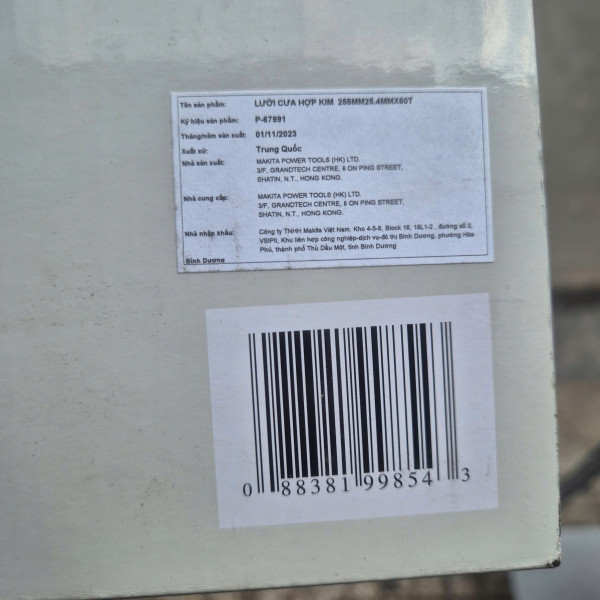 Tên sản phẩm: LƯỠI CƯA HỢP KIM 255MM25.4MMX80T
Ký hiệu sản phẩm: P-67991
Tháng/năm sản xuất: 01/11/2023
Xuất xứ: Trung Quốc
Nhà sản xuất: MAKITA POWER TOOLS (HK) LTD.
3/F, GRANDTECH CENTRE, 8 ON PING STREET,
SHATIN, N.T., HONG KONG.
Nhà cung cấp: MAKITA POWER TOOLS (HK) LTD.
3/F, GRANDTECH CENTRE, 8 ON PING STREET,
SHATIN, N.T., HONG KONG.
Nhà nhập khẩu: Công ty TNHH Makita Việt Nam. Kho 4-5-6, Block 16, 18L1-2 , đường số 3,
VSIPII, Khu liên hợp công nghiệp-dịch vụ-đô thị Bình Dương, phường Hòa
Phú, thành phố Thủ Dầu Một, tỉnh Bình Dương
Bình Dương
0 88381 99854 3